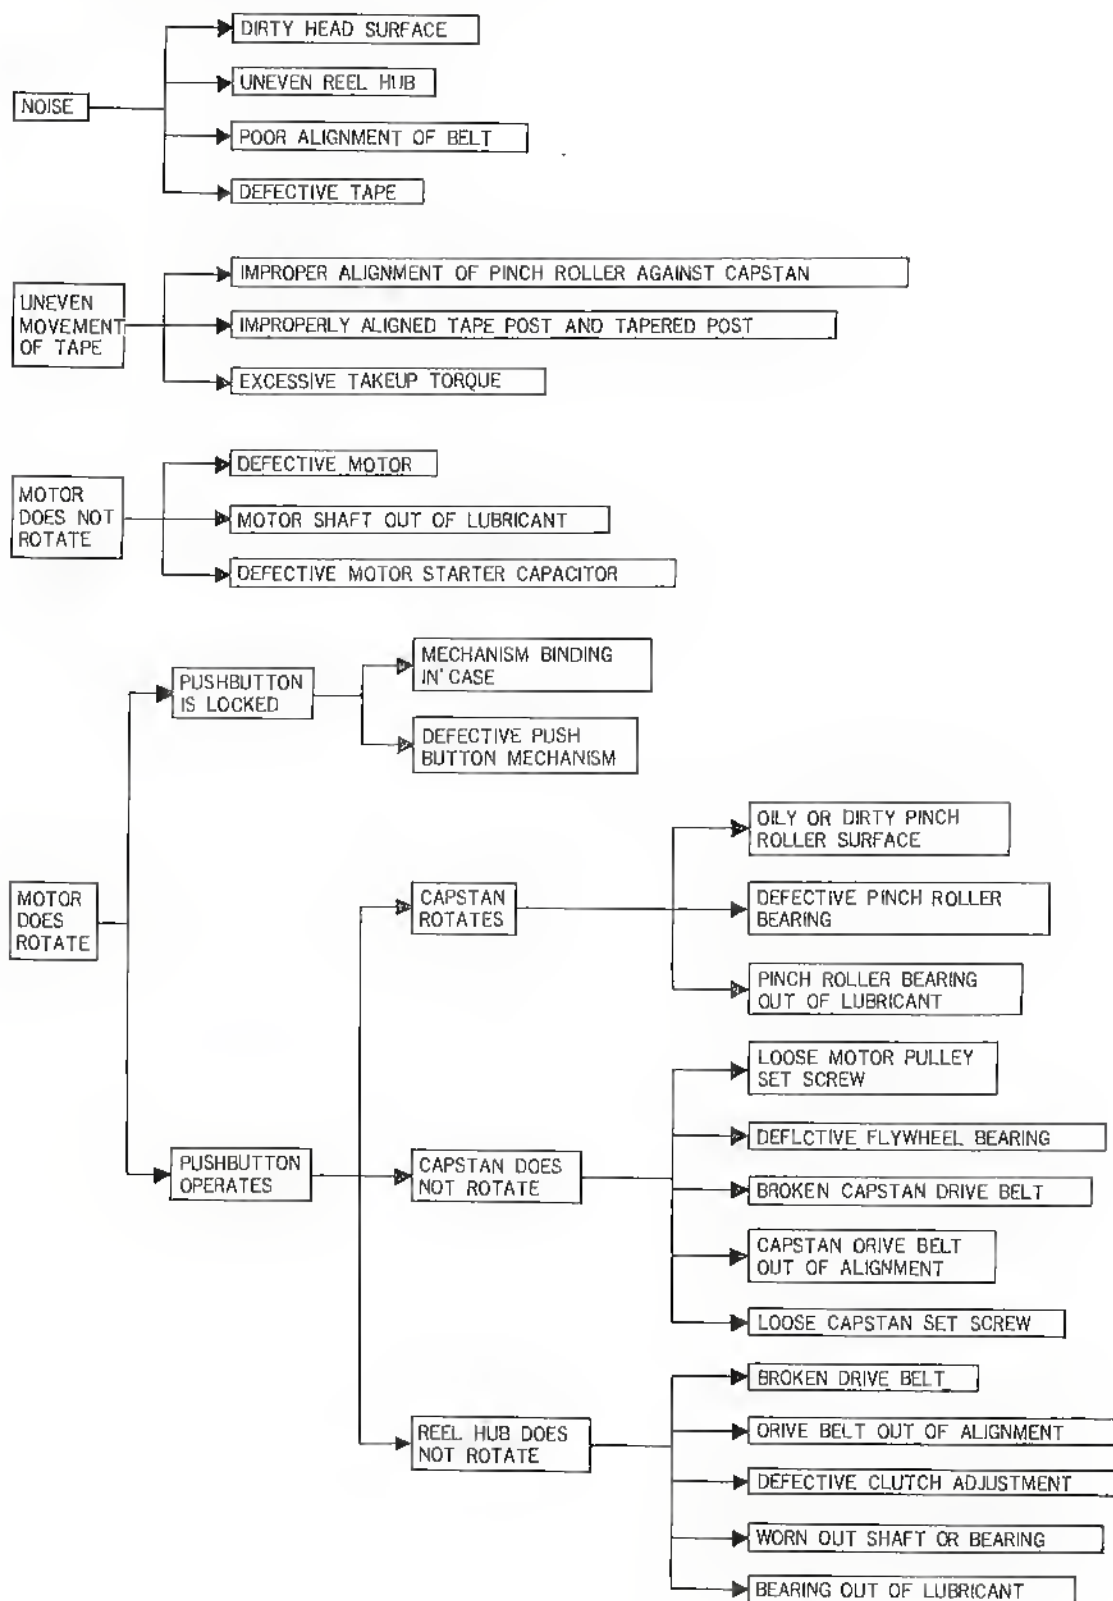 DIRTY HEAD SURFACE
UNEVEN REEL HUB
NOISE
POOR ALIGNMENT OF BELT
DEFECTIVE TAPE
IMPROPER ALIGNMENT OF PINCH ROLLER AGAINST CAPSTAN
UNEVEN
MOVEMENT
OF TAPE
IMPROPERLY ALIGNED TAPE POST AND TAPERED POST
EXCESSIVE TAKEUP TORQUE
DEFECTIVE MOTOR
MOTOR
DOES NOT
ROTATE
MOTOR SHAFT OUT OF LUBRICANT
DEFECTIVE MOTOR STARTER CAPACITOR
MOTOR
DOES
ROTATE
PUSHBUTTON
IS LOCKED
MECHANISM BINDING
IN' CASE
DEFECTIVE PUSH
BUTTON MECHANISM
PUSHBUTTON
OPERATES
CAPSTAN
ROTATES
OILY OR DIRTY PINCH
ROLLER SURFACE
DEFECTIVE PINCH ROLLER
BEARING
PINCH ROLLER BEARING
OUT OF LUBRICANT
CAPSTAN DOES
NOT ROTATE
LOOSE MOTOR PULLEY
SET SCREW
DEFLCTIVE FLYWHEEL BEARING
BROKEN CAPSTAN DRIVE BELT
CAPSTAN DRIVE BELT
OUT OF ALIGNMENT
LOOSE CAPSTAN SET SCREW
REEL HUB DOES
NOT ROTATE
BROKEN DRIVE BELT
DRIVE BELT OUT OF ALIGNMENT
DEFECTIVE CLUTCH ADJUSTMENT
WORN OUT SHAFT OR BEARING
BEARING OUT OF LUBRICANT